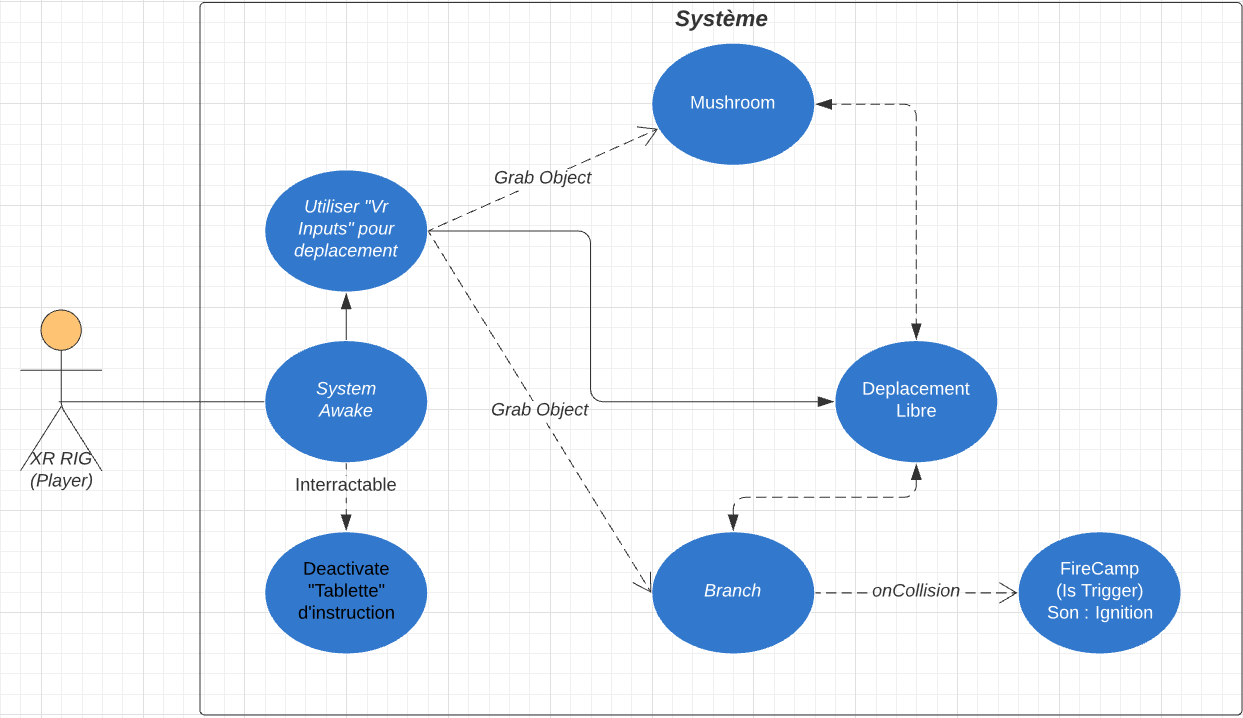 Système
Mushroom
Grab Object
Utiliser "Vr
Inputs" pour
deplacement
System
Awake
Deplacement
Libre
Grab Object
XR RIG
(Player)
Interractable
Deactivate
"Tablette"
d'instruction
Branch
onCollision
FireCamp
(Is Trigger)
Son : Ignition